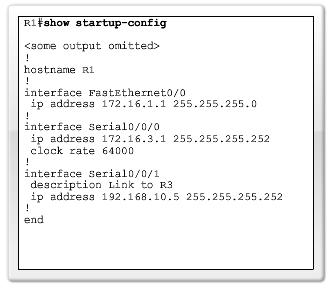 R1#show startup-config
<some output omitted>
!
hostname R1
!
interface FastEthernet0/0
 ip address 172.16.1.1 255.255.255.0
!
interface Serial0/0/0
 ip address 172.16.3.1 255.255.255.252
 clock rate 64000
!
interface Serial0/0/1
 description Link to R3
 ip address 192.168.10.5 255.255.255.252
!
end